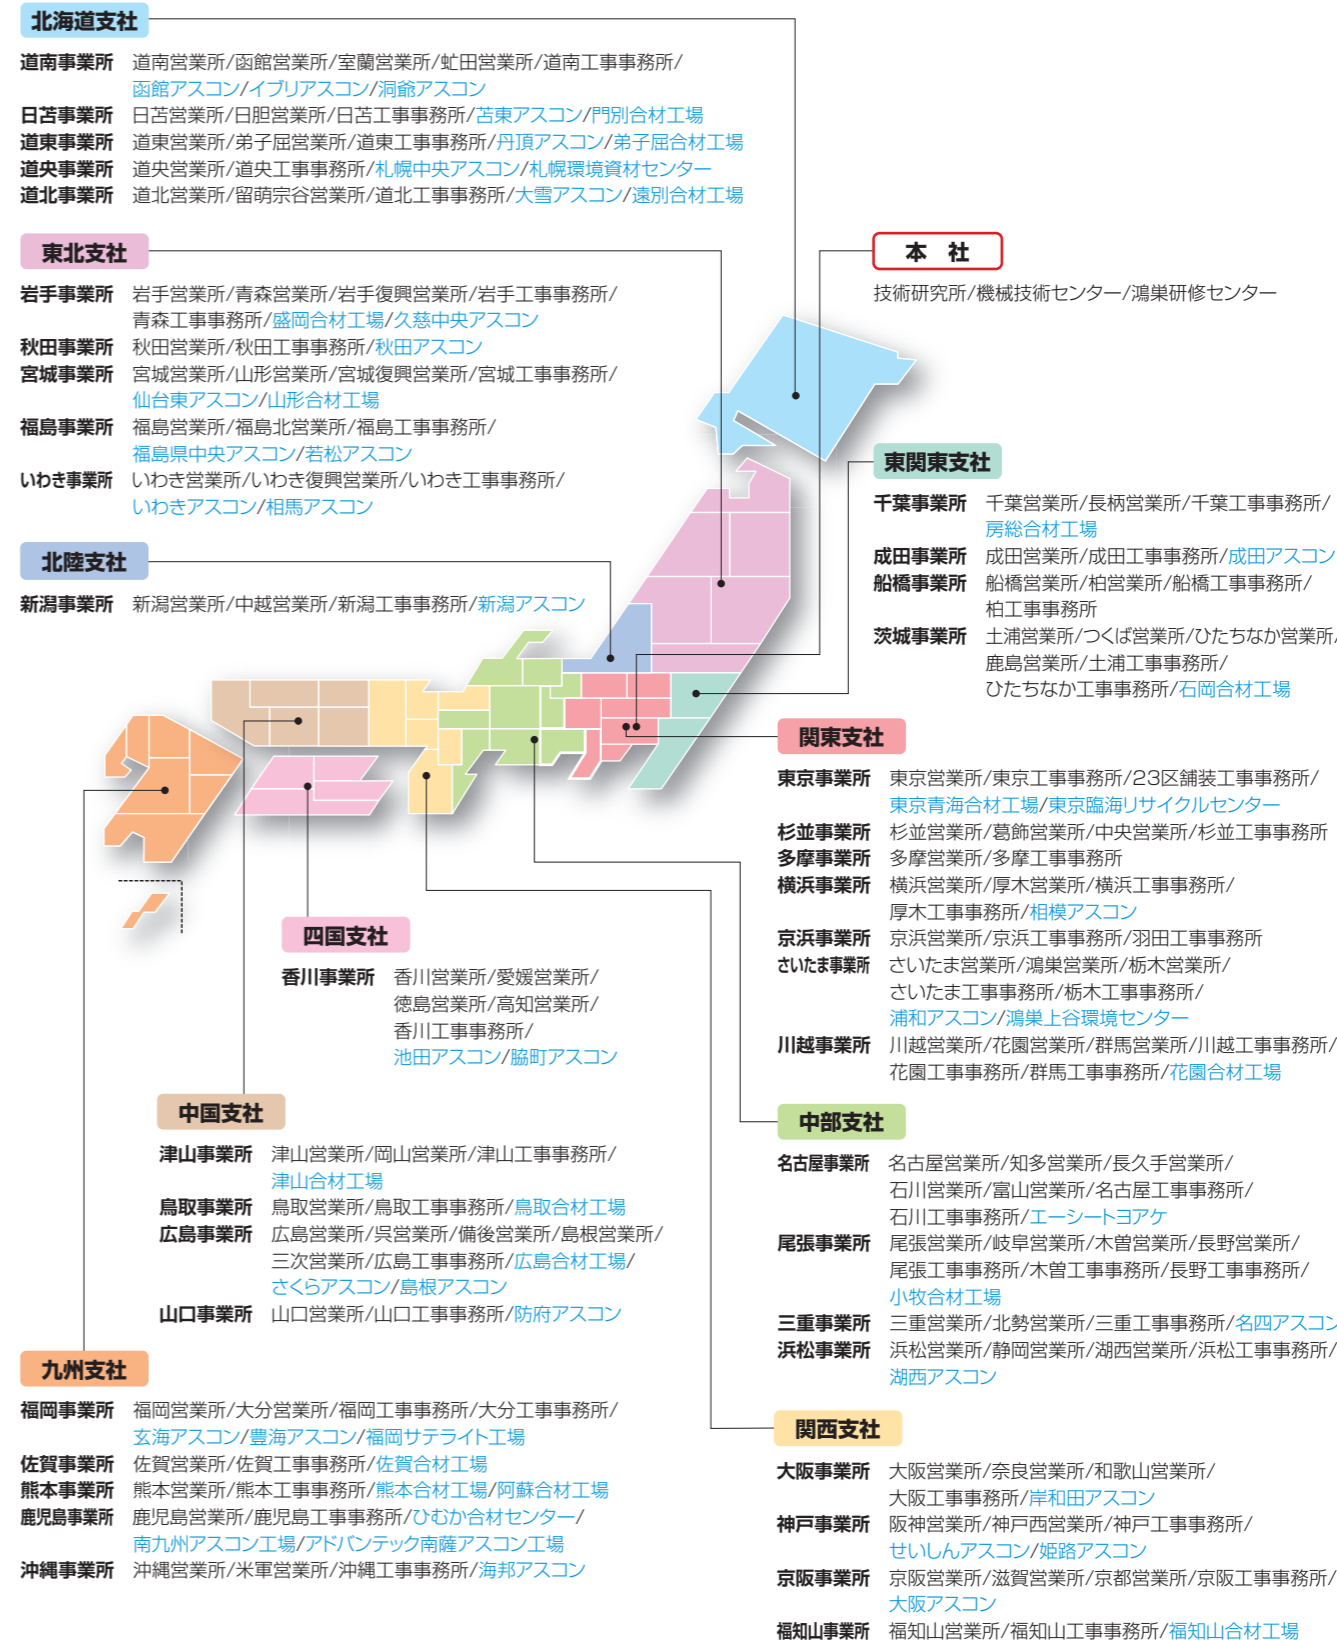 北海道支社
道南事業所 道南営業所/函館営業所/室蘭営業所/虻田営業所/道南工事事務所/
函館アスコン/イブリアスコン/洞爺アスコン
日苫事業所 日苫営業所/日胆営業所/日苫工事事務所/苫東アスコン/門別合材工場
道東事業所 道東営業所/弟子屈営業所/道東工事事務所/丹頂アスコン/弟子屈合材工場
道央事業所 道央営業所/道央工事事務所/札幌中央アスコン/札幌環境資材センター
道北事業所 道北営業所/留萌宗谷営業所/道北工事事務所/大雪アスコン/遠別合材工場
東北支社
岩手事業所 岩手営業所/青森営業所/岩手復興営業所/岩手工事事務所/
青森工事事務所/盛岡合材工場/久慈中央アスコン
秋田事業所 秋田営業所/秋田工事事務所/秋田アスコン
宮城事業所 宮城営業所/山形営業所/宮城復興営業所/宮城工事事務所/
仙台東アスコン/山形合材工場
福島事業所 福島営業所/福島北営業所/福島工事事務所/
福島県中央アスコン/若松アスコン
いわき事業所 いわき営業所/いわき復興営業所/いわき工事事務所/
いわきアスコン/相馬アスコン
北陸支社
新潟事業所 新潟営業所/中越営業所/新潟工事事務所/新潟アスコン
本 社
技術研究所/機械技術センター/鴻巣研修センター
東関東支社
千葉事業所 千葉営業所/長柄営業所/千葉工事事務所/
房総合材工場
成田事業所 成田営業所/成田工事事務所/成田アスコン
船橋事業所 船橋営業所/柏営業所/船橋工事事務所/
柏工事事務所
茨城事業所 土浦営業所/つくば営業所/ひたちなか営業所/
鹿島営業所/土浦工事事務所/
ひたちなか工事事務所/石岡合材工場
関東支社
東京事業所 東京営業所/東京工事事務所/23区舗装工事事務所/
東京青海合材工場/東京臨海リサイクルセンター
杉並事業所 杉並営業所/葛飾営業所/中央営業所/杉並工事事務所
多摩事業所 多摩営業所/多摩工事事務所
横浜事業所 横浜営業所/厚木営業所/横浜工事事務所/
厚木工事事務所/相模アスコン
京浜事業所 京浜営業所/京浜工事事務所/羽田工事事務所
さいたま事業所 さいたま営業所/鴻巣営業所/栃木営業所/
さいたま工事事務所/栃木工事事務所/
浦和アスコン/鴻巣上谷環境センター
川越事業所 川越営業所/花園営業所/群馬営業所/川越工事事務所/
花園工事事務所/群馬工事事務所/花園合材工場
四国支社
香川事業所 香川営業所/愛媛営業所/
徳島営業所/高知営業所/
香川工事事務所/
池田アスコン/脇町アスコン
中国支社
津山事業所 津山営業所/岡山営業所/津山工事事務所/
津山合材工場
鳥取事業所 鳥取営業所/鳥取工事事務所/鳥取合材工場
広島事業所 広島営業所/呉営業所/備後営業所/島根営業所/
三次営業所/広島工事事務所/広島合材工場/
さくらアスコン/島根アスコン
山口事業所 山口営業所/山口工事事務所/防府アスコン
中部支社
名古屋事業所 名古屋営業所/知多営業所/長久手営業所/
石川営業所/富山営業所/名古屋工事事務所/
石川工事事務所/エーシートヨアケ
尾張事業所 尾張営業所/岐阜営業所/木曽営業所/長野営業所/
尾張工事事務所/木曽工事事務所/長野工事事務所/
小牧合材工場
三重事業所 三重営業所/北勢営業所/三重工事事務所/名四アスコン
浜松事業所 浜松営業所/静岡営業所/湖西営業所/浜松工事事務所/
湖西アスコン
九州支社
福岡事業所 福岡営業所/大分営業所/福岡工事事務所/大分工事事務所/
玄海アスコン/豊海アスコン/福岡サテライト工場
佐賀事業所 佐賀営業所/佐賀工事事務所/佐賀合材工場
熊本事業所 熊本営業所/熊本工事事務所/熊本合材工場/阿蘇合材工場
鹿児島事業所 鹿児島営業所/鹿児島工事事務所/ひむか合材センター/
南九州アスコン工場/アドバンテック南薩アスコン工場
沖縄事業所 沖縄営業所/米軍営業所/沖縄工事事務所/海邦アスコン
関西支社
大阪事業所 大阪営業所/奈良営業所/和歌山営業所/
大阪工事事務所/岸和田アスコン
神戸事業所 阪神営業所/神戸西営業所/神戸工事事務所/
せいしんアスコン/姫路アスコン
京阪事業所 京阪営業所/滋賀営業所/京都営業所/京阪工事事務所/
大阪アスコン
福知山事業所 福知山営業所/福知山工事事務所/福知山合材工場